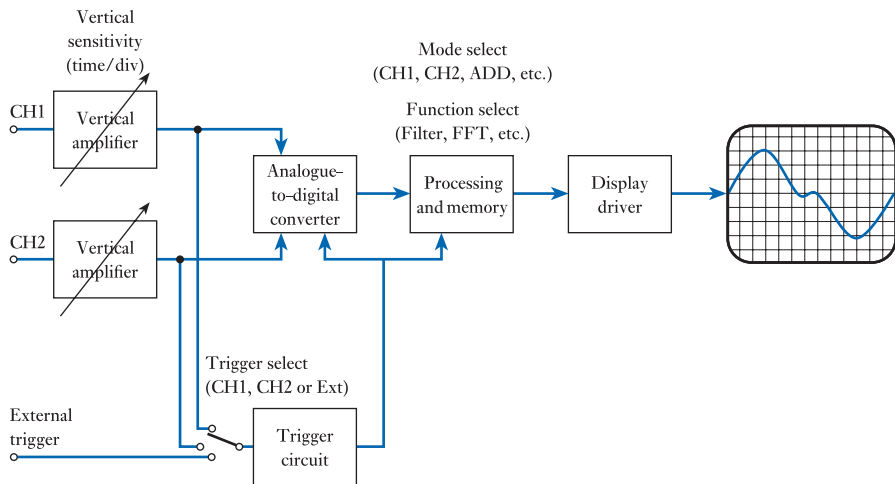 Vertical
sensitivity
(time/div)
Mode select
(CH1, CH2, ADD, etc.)
Function select
(Filter, FFT, etc.)
CH1
Vertical
amplifier
Analogue–
to–digital
converter
Processing
and memory
Display
driver
CH2
Vertical
amplifier
Trigger select
(CH1, CH2 or Ext)
External
trigger
Trigger
circuit